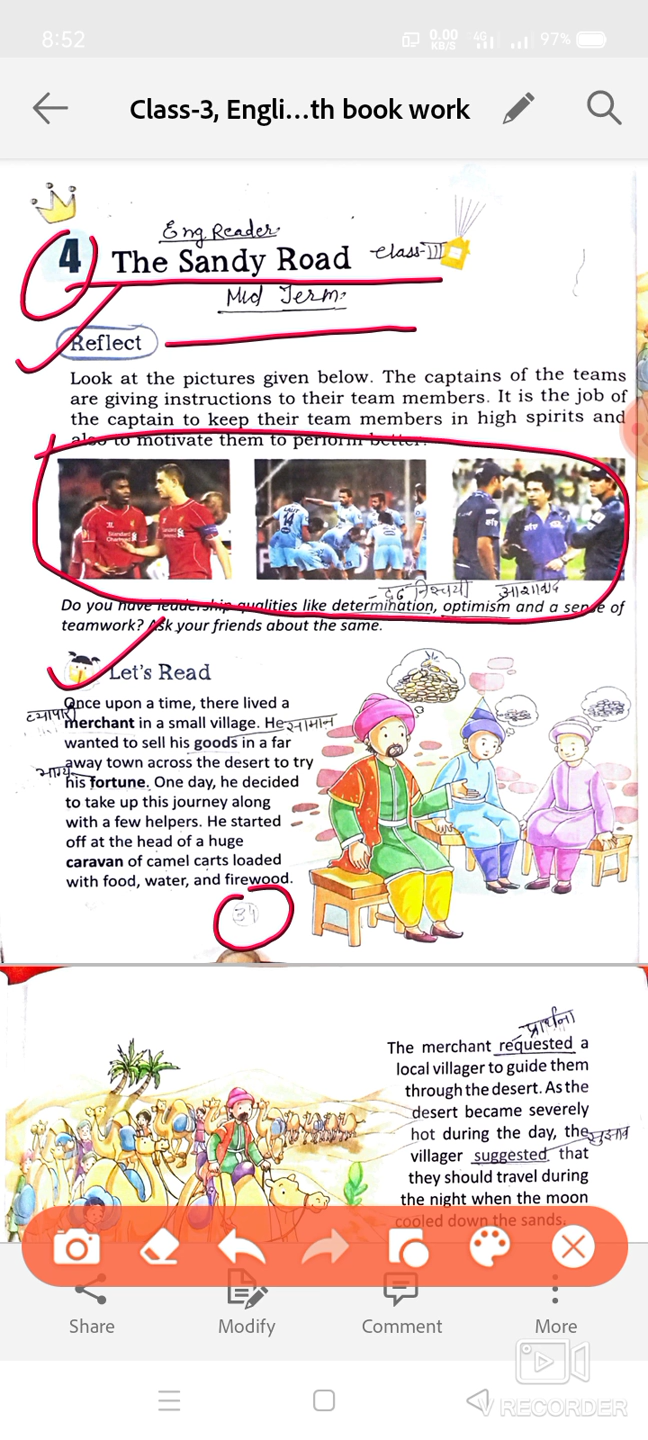 8:52
0.00
KB/S
4G
97%
Class-3, Engli...th book work
Eng. Reader
4 The Sandy Road
Class-III
Mid Term
Reflect
Look at the pictures given below. The captains of the teams
are giving instructions to their team members. It is the job of
the captain to keep their team members in high spirits and
also to motivate them to perform better.
LALIT
14
दृढ़ निश्चयी आशावाद
Do you have leadership qualities like determination, optimism and a sense of
teamwork? Ask your friends about the same.
Let's Read
Once upon a time, there lived a
व्यापारी
merchant in a small village. He
सामान
wanted to sell his goods in a far
away town across the desert to try
भाग्य
his fortune. One day, he decided
to take up this journey along
with a few helpers. He started
off at the head of a huge
caravan of camel carts loaded
with food, water, and firewood.
प्रार्थना
The merchant requested a
local villager to guide them
through the desert. As the
desert became severely
hot during the day, the
सुझाव
villager suggested that
they should travel during
the night when the moon
cooled down the sands.
Share
Modify
Comment
More
V RECORDER